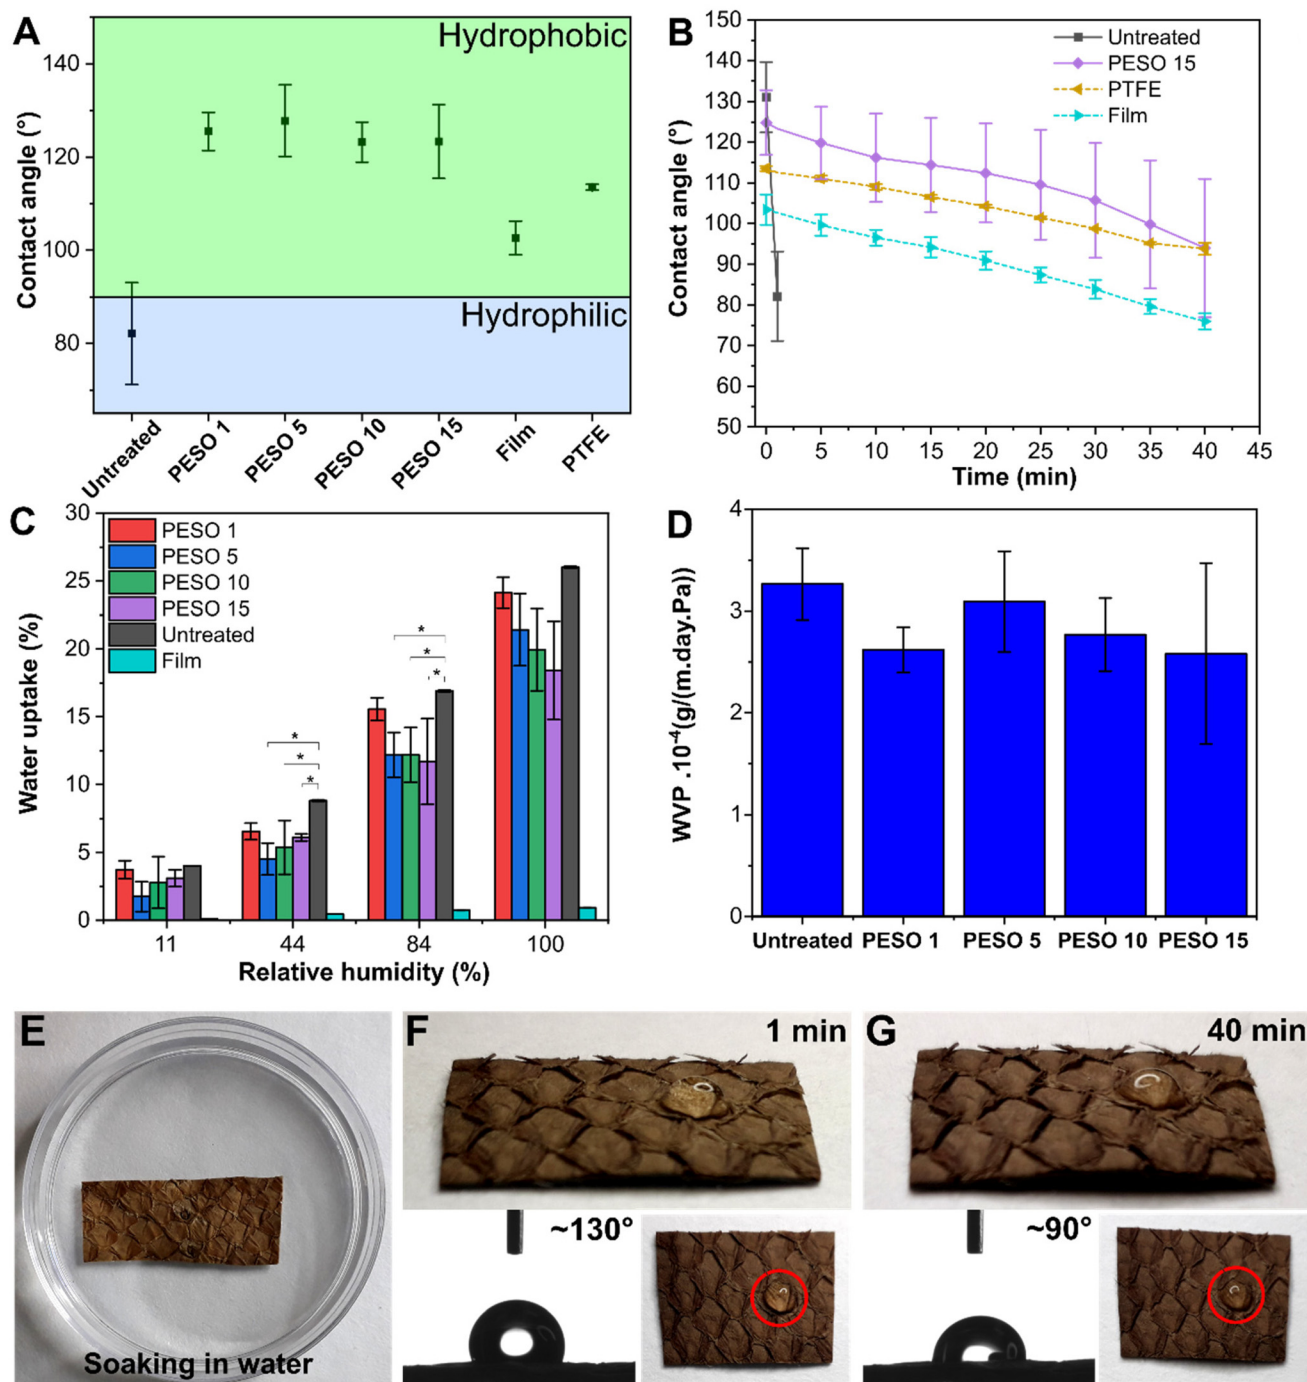 A
Hydrophobic
Hydrophilic
Contact angle (°)
140
120
100
80
Untreated
PESO 1
PESO 5
PESO 10
PESO 15
Film
PTFE
B
Untreated
PESO 15
PTFE
Film
Contact angle (°)
150
140
130
120
110
100
90
80
70
60
50
0 5 10 15 20 25 30 35 40 45
Time (min)
C
PESO 1
PESO 5
PESO 10
PESO 15
Untreated
Film
Water uptake (%)
30
25
20
15
10
5
0
* * *
* * *
11 44 84 100
Relative humidity (%)
D
WVP .10⁻⁴(g/(m.day.Pa))
4
3
2
1
0
Untreated PESO 1 PESO 5 PESO 10 PESO 15
E
Soaking in water
F
1 min
~130°
G
40 min
~90°